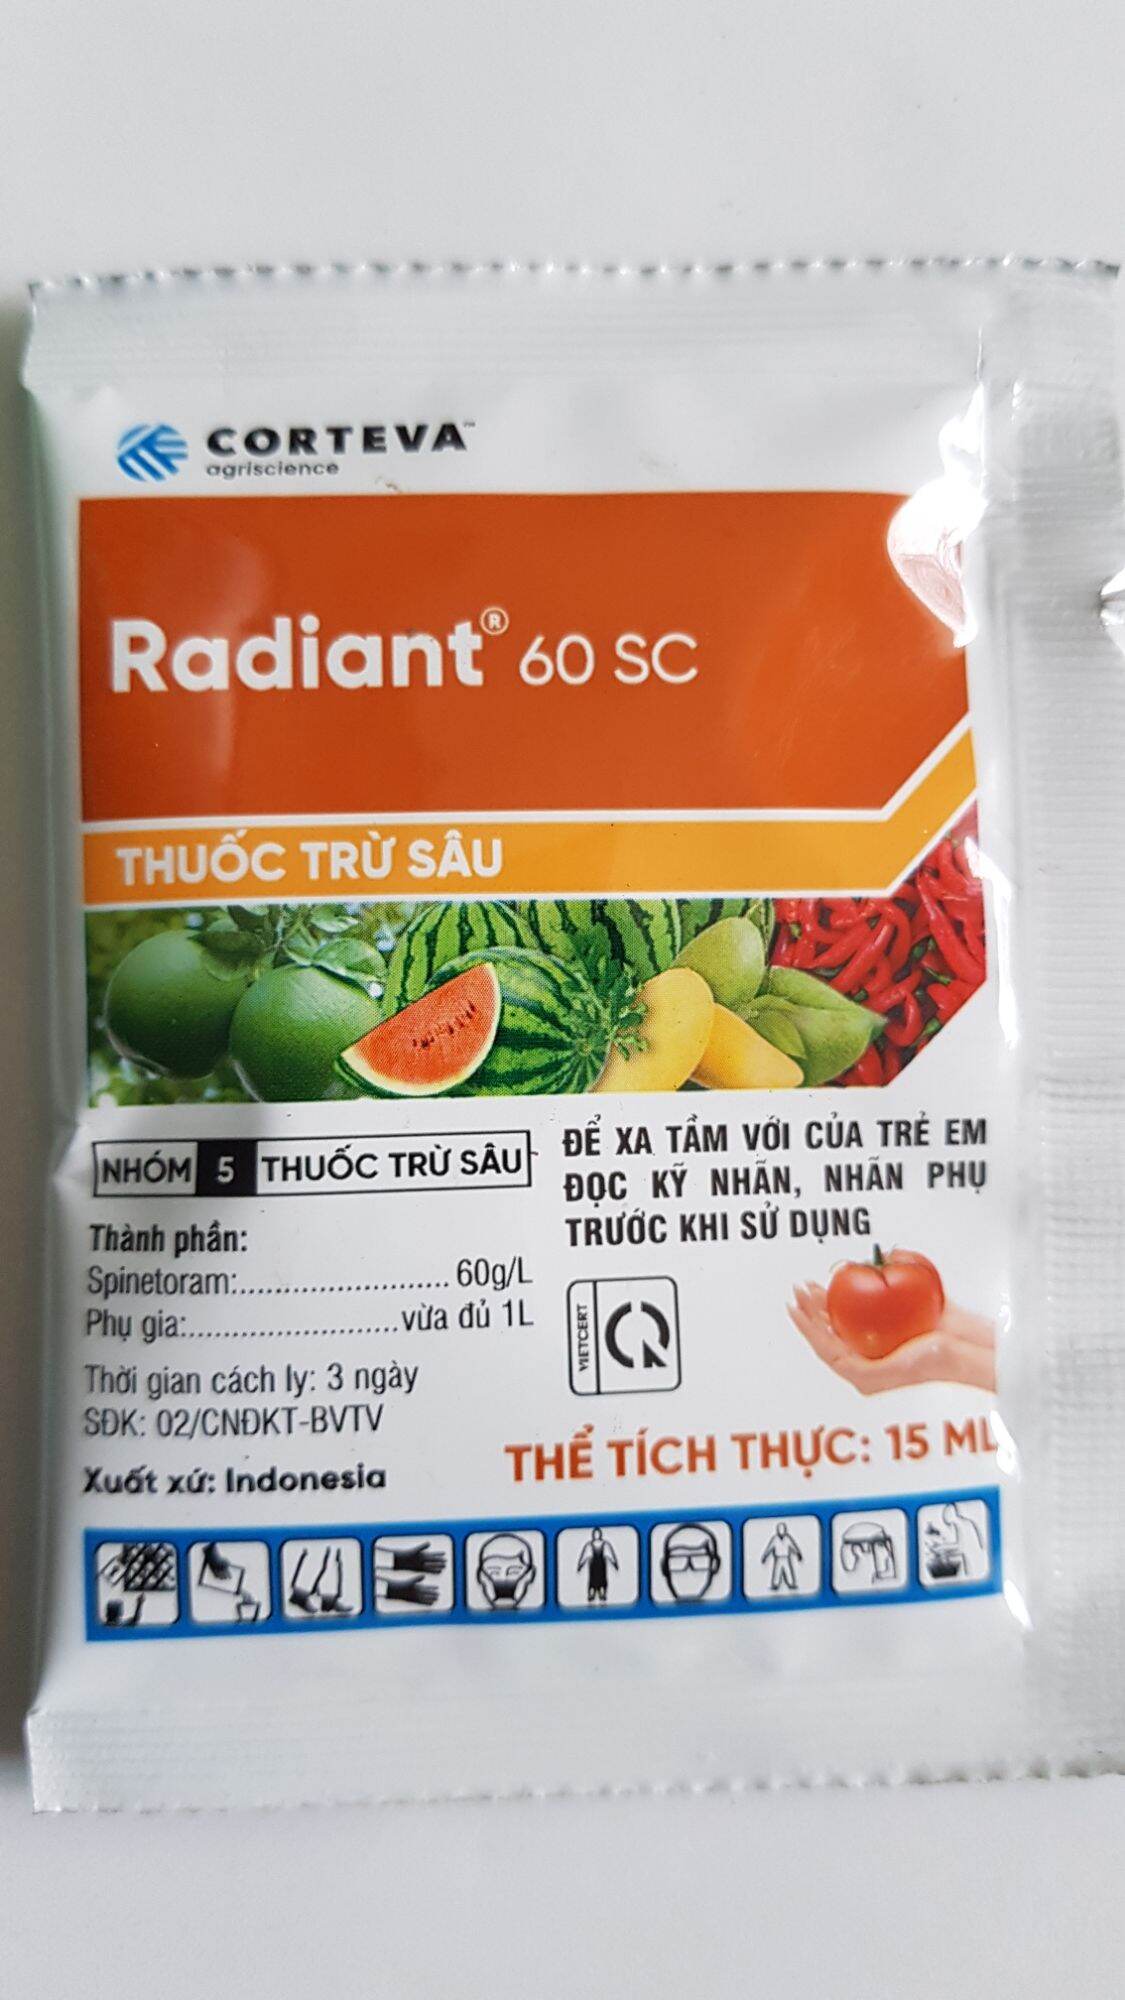 CORTEVA™
agriscience
Radiant® 60 SC
THUỐC TRỪ SÂU
NHÓM 5 THUỐC TRỪ SÂU
Thành phần:
Spinetoram:........................ 60g/L
Phụ gia:..........................vừa đủ 1L
Thời gian cách ly: 3 ngày
SĐK: 02/CNĐKT-BVTV
Xuất xứ: Indonesia
ĐỂ XA TẦM VỚI CỦA TRẺ EM
ĐỌC KỸ NHÃN, NHÃN PHỤ
TRƯỚC KHI SỬ DỤNG
VIETCERT
THỂ TÍCH THỰC: 15 ML